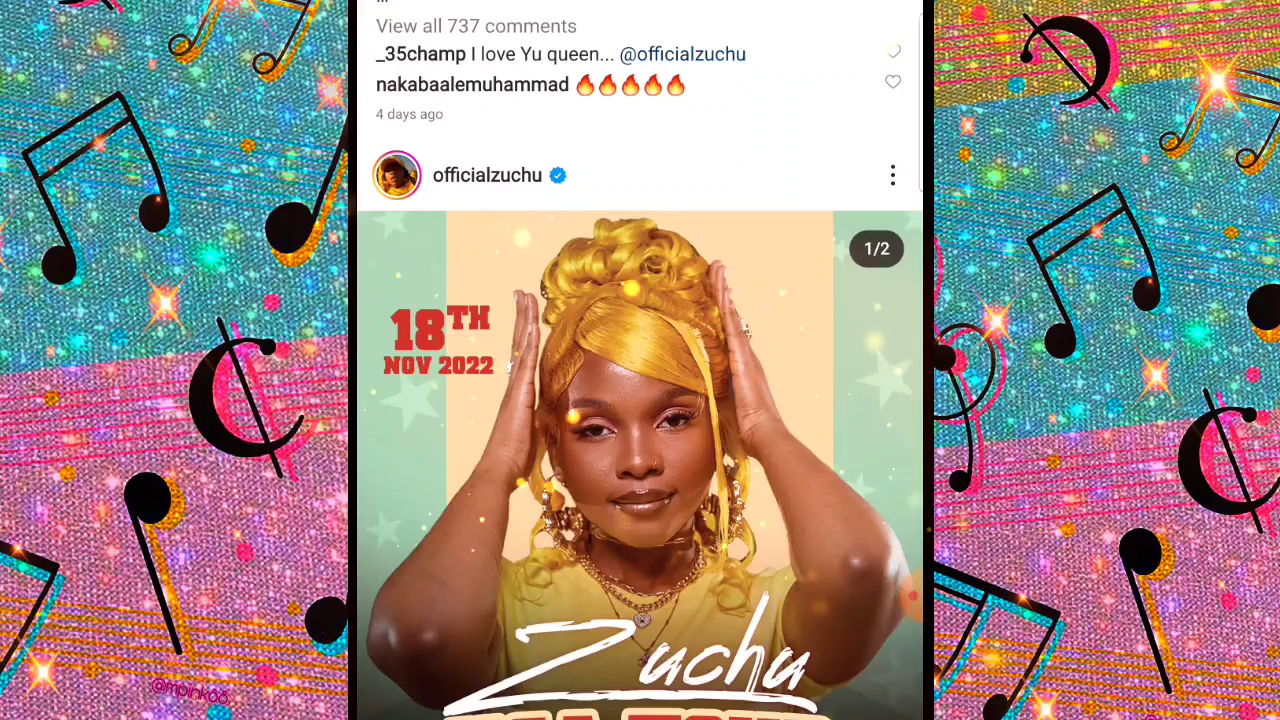 View all 737 comments
_35champ I love Yu queen... @officialzuchu
nakabaalemuhammad 🔥🔥🔥🔥🔥
4 days ago
officialzuchu
1/2
18TH
NOV 2022
Zuchu
@mpinköö